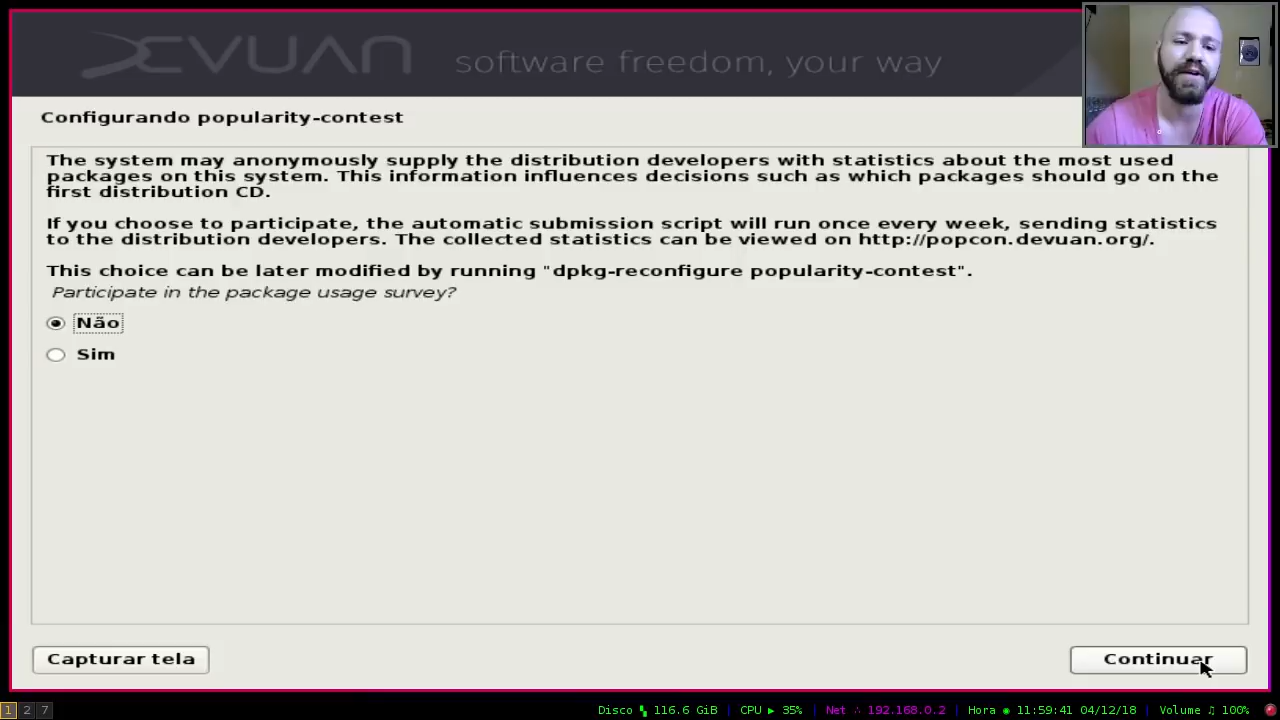 DEVUAN software freedom, your way
Configurando popularity-contest
The system may anonymously supply the distribution developers with statistics about the most used
packages on this system. This information influences decisions such as which packages should go on the
first distribution CD.
If you choose to participate, the automatic submission script will run once every week, sending statistics
to the distribution developers. The collected statistics can be viewed on http://popcon.devuan.org/.
This choice can be later modified by running "dpkg-reconfigure popularity-contest".
Participate in the package usage survey?
Não
Sim
Capturar tela
Continuar
1 2 7 Disco 116.6 GiB | CPU ▶ 35% | Net ∴ 192.168.0.2 | Hora ◉ 11:59:41 04/12/18 | Volume ♫ 100%